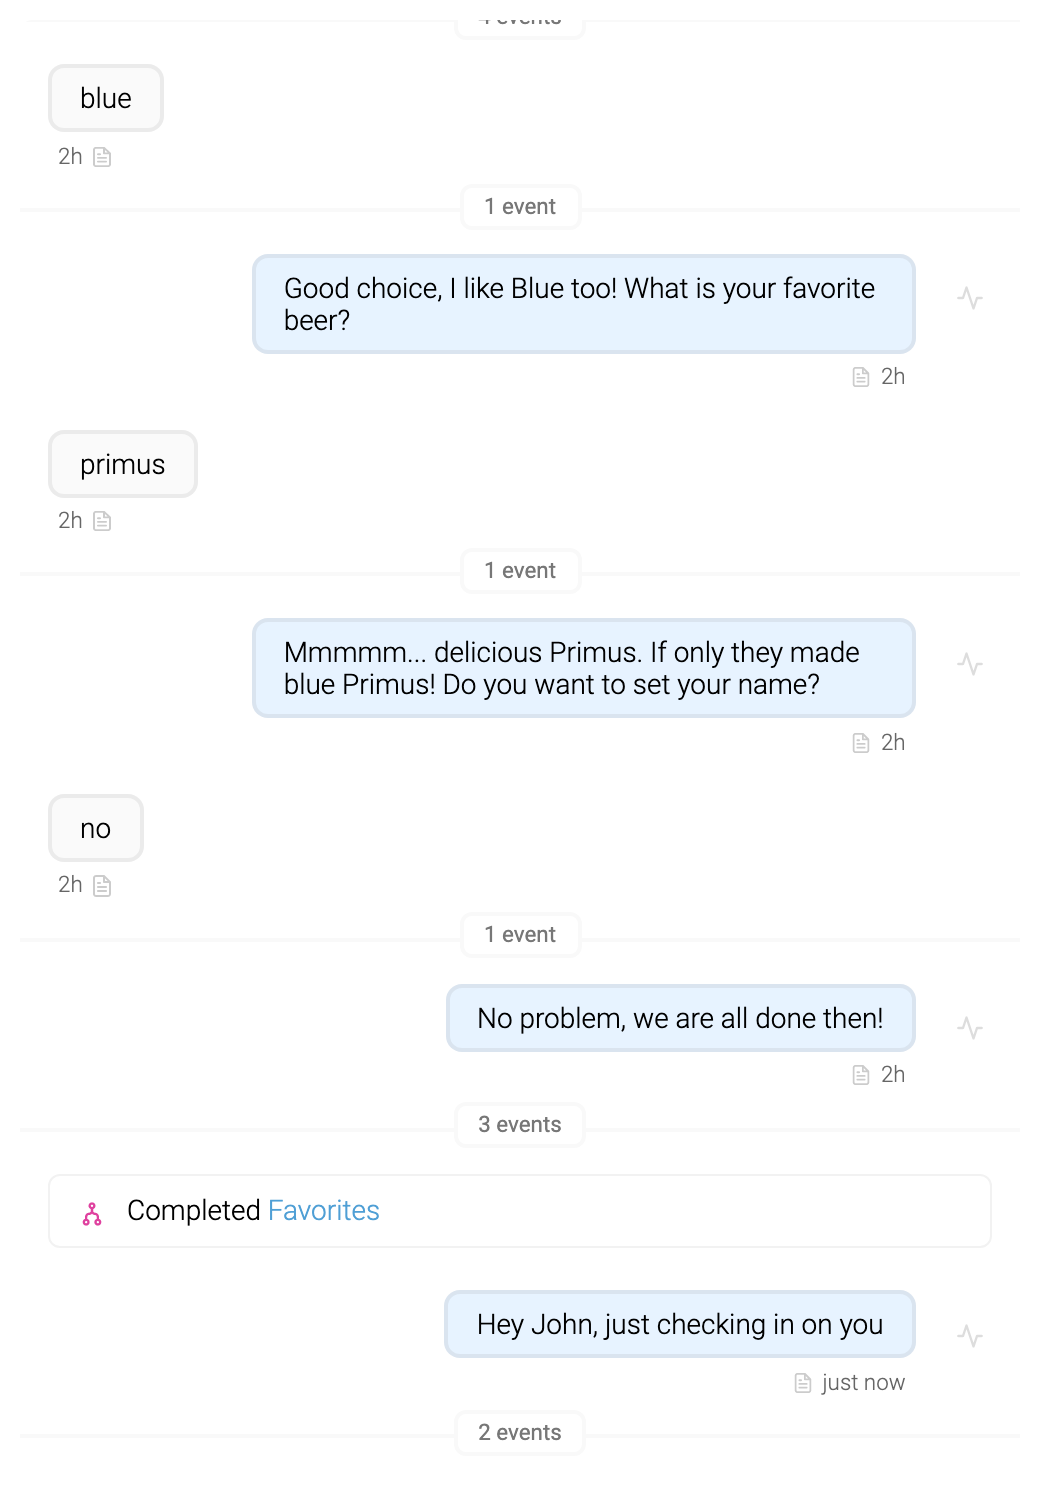 4 events
blue
2h
1 event
Good choice, I like Blue too! What is your favorite
beer?
2h
primus
2h
1 event
Mmmmm... delicious Primus. If only they made
blue Primus! Do you want to set your name?
2h
no
2h
1 event
No problem, we are all done then!
2h
3 events
Completed Favorites
Hey John, just checking in on you
just now
2 events